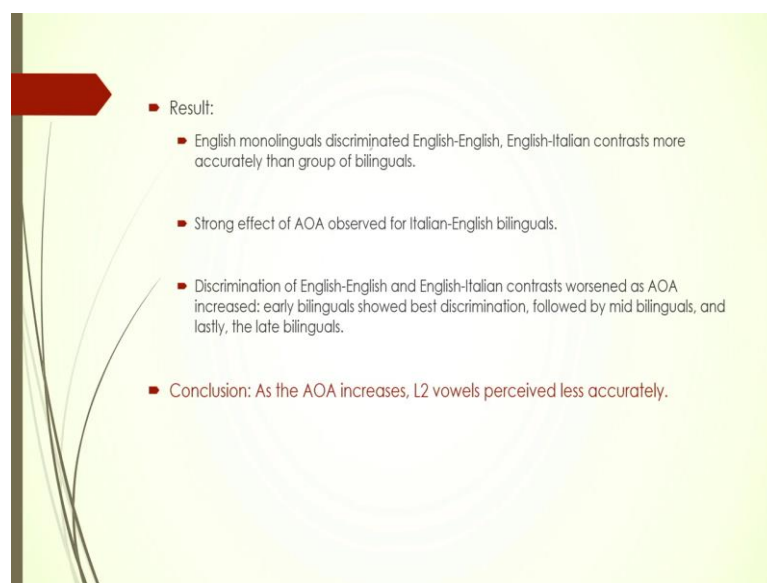 Result:
English monolinguals discriminated English-English, English-Italian contrasts more
accurately than group of bilinguals.
Strong effect of AOA observed for Italian-English bilinguals.
Discrimination of English-English and English-Italian contrasts worsened as AOA
increased: early bilinguals showed best discrimination, followed by mid bilinguals, and
lastly, the late bilinguals.
Conclusion: As the AOA increases, L2 vowels perceived less accurately.